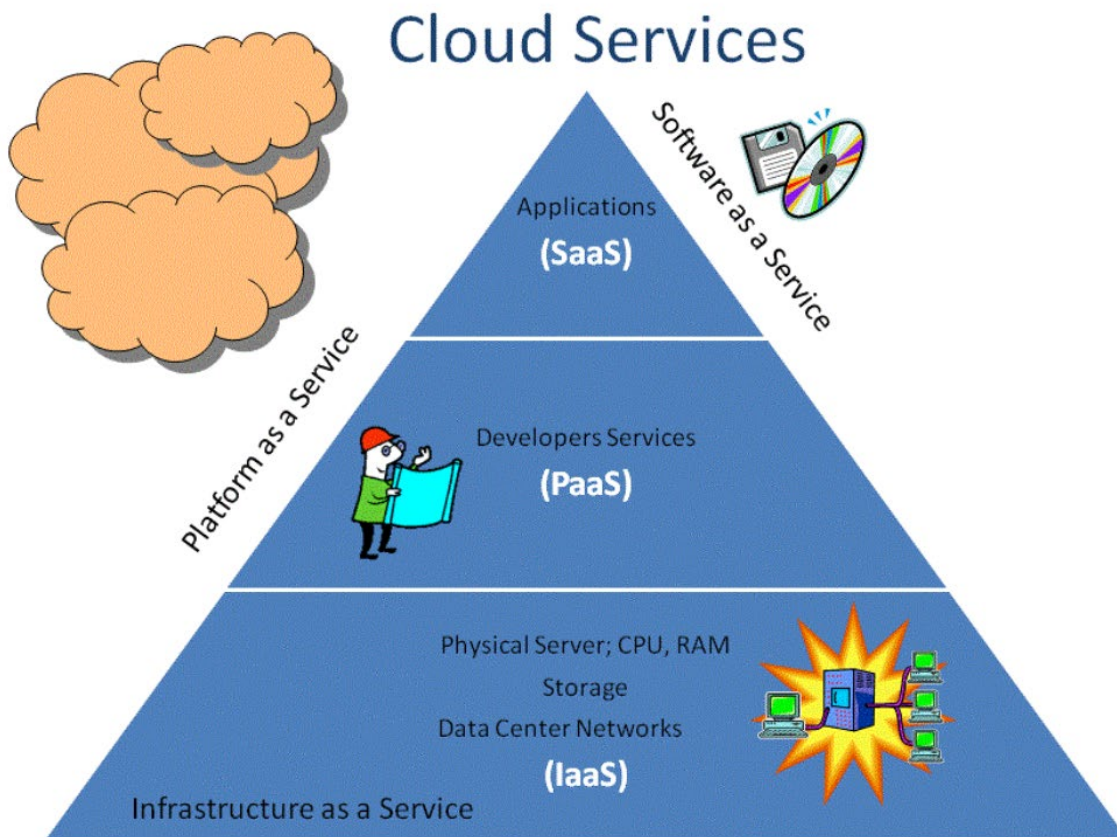 Cloud Services
Software as a Service
Applications
(SaaS)
Platform as a Service
Developers Services
(PaaS)
Physical Server; CPU, RAM
Storage
Data Center Networks
(IaaS)
Infrastructure as a Service